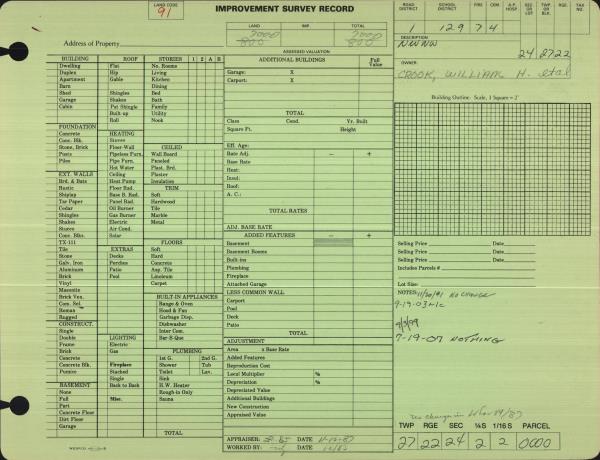 LAND CODE
91
IMPROVEMENT SURVEY RECORD
LAND IMP. TOTAL
ASSESSED VALUATION
Address of Property
ROAD DISTRICT SCHOOL DISTRICT FIRE CEM. A.P. HOSP SEC OR LOT TWP OR BLK. RGE. TAX LOT
12 9 7 4
DESCRIPTION
NWNW 24 2722
OWNER
CROOK, WILLIAM H. etal
Building Outline: Scale, 1 Square = 2'
BUILDING ROOF STORIES 1 2 A B
Dwelling Flat No. Rooms
Duplex Hip Living
Apartment Gable Kitchen
Barn Dining
Shed Shingles Bed
Garage Shakes Bath
Cabin Pat Shingle Family
Built-up Utility
Roll Nook
FOUNDATION
Concrete HEATING
Conc. Blk. Stoves CEILED
Stone, Brick Floor-Wall Wall Board
Posts Pipeless Furn. Paneled
Piles Pipe Furn. Plast. Brd.
Hot Water Plaster
EXT. WALLS Ceiling Insulation
Brd. & Bats Heat Pump
Rustic Floor Rad. TRIM
Shiplap Base B. Rad. Soft
Tar Paper Panel Rad. Hardwood
Cedar Oil Burner Tile
Shingles Gas Burner Marble
Shakes Electric Metal
Stucco Air Cond.
Conc. Blks. Solar
TX-111 FLOORS
Tile EXTRAS Soft
Stone Decks Hard
Galv. Iron Porches Concrete
Aluminum Patio Asp. Tile
Brick Pool Linoleum
Vinyl Carpet
Masonite
Brick Ven. BUILT-IN APPLIANCES
Com. Sel. Range & Oven
Roman Hood & Fan
Ragged Garbage Disp.
CONSTRUCT. Dishwasher
Single Inter Com.
Double LIGHTING Bar-B-Que
Frame Electric
Brick Gas PLUMBING
Concrete 1st G. 2nd G.
Concrete Blk. Fireplace Shower Tub
Pumice Stacked Toilet Lav.
Single Sink
BASEMENT Back to Back H.W. Heater
Full Rough-in Only
Half Misc. Sauna
Part
Concrete Floor
Dirt Floor
Garage
TOTAL
ADDITIONAL BUILDINGS Full Value
Garage: X
Carport: X
TOTAL
Class Cond. Yr. Built
Square Ft. Height
Eff. Age:
Rate Adj. − +
Base Rate
Heat:
Insul:
Roof:
A. C.:
TOTAL RATES
ADJ. BASE RATE
ADDED FEATURES − +
Basement
Basement Rooms
Built-ins
Plumbing
Fireplace
Attached Garage
LESS COMMON WALL
Carport
Pool
Deck
Patio
TOTAL
ADJUSTMENT
Area x Base Rate
Added Features
Reproduction Cost
Local Multiplier %
Depreciation %
Depreciated Value
Additional Buildings
New Construction
Appraised Value
APPRAISER: DATE
WORKED BY: DATE
Selling Price Date
Selling Price Date
Selling Price Date
Includes Parcels #
Lot Size:
NOTES: 11/20/91 NO CHANGE
9-19-03
7-19-07 NOTHING
no change in
TWP RGE SEC ¼S 1/16 S PARCEL
27 22 24 2 2 0000